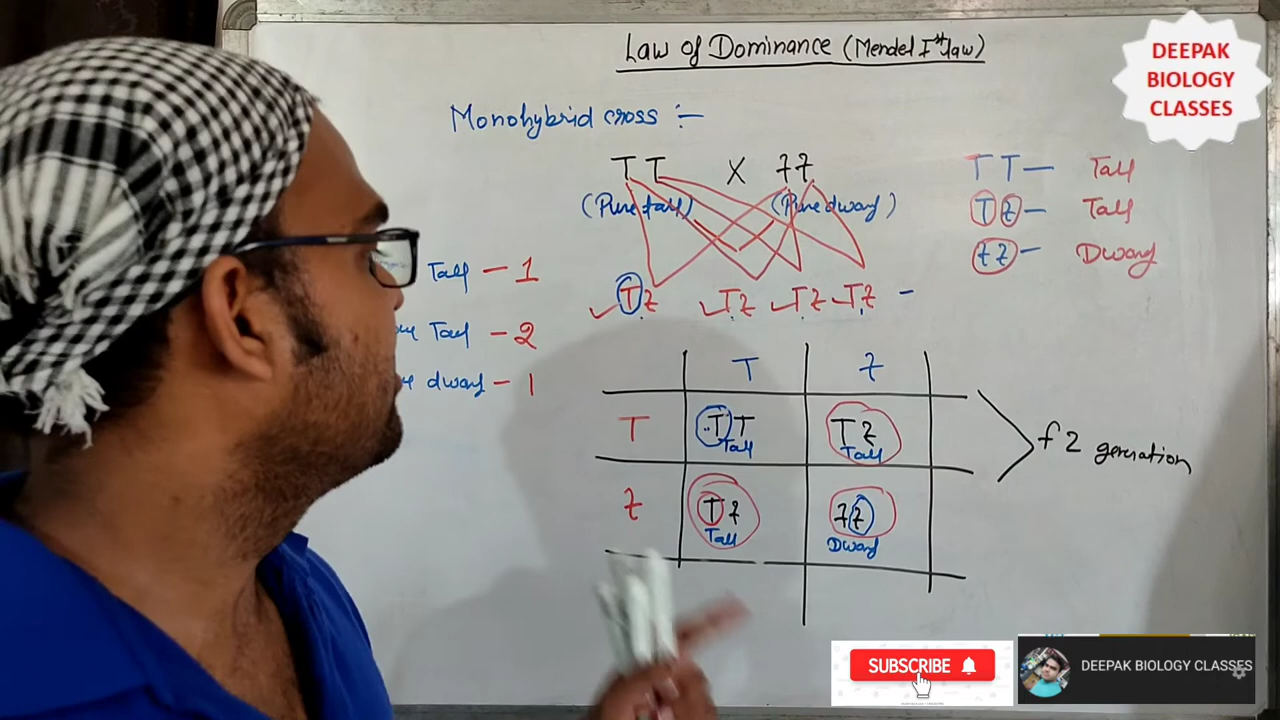 Law of Dominance (Mendel Ist law)
DEEPAK
BIOLOGY
CLASSES
Monohybrid cross :-
TT X tt
(Pure tall) (Pure dwarf)
TT - Tall
Tt - Tall
tt - Dwarf
Tall - 1
Tall - 2
dwarf - 1
Tt Tt Tt Tt -
T t
T TT Tt
Tall Tall
t Tt tt
Tall Dwarf
f2 generation
SUBSCRIBE
DEEPAK BIOLOGY CLASSES